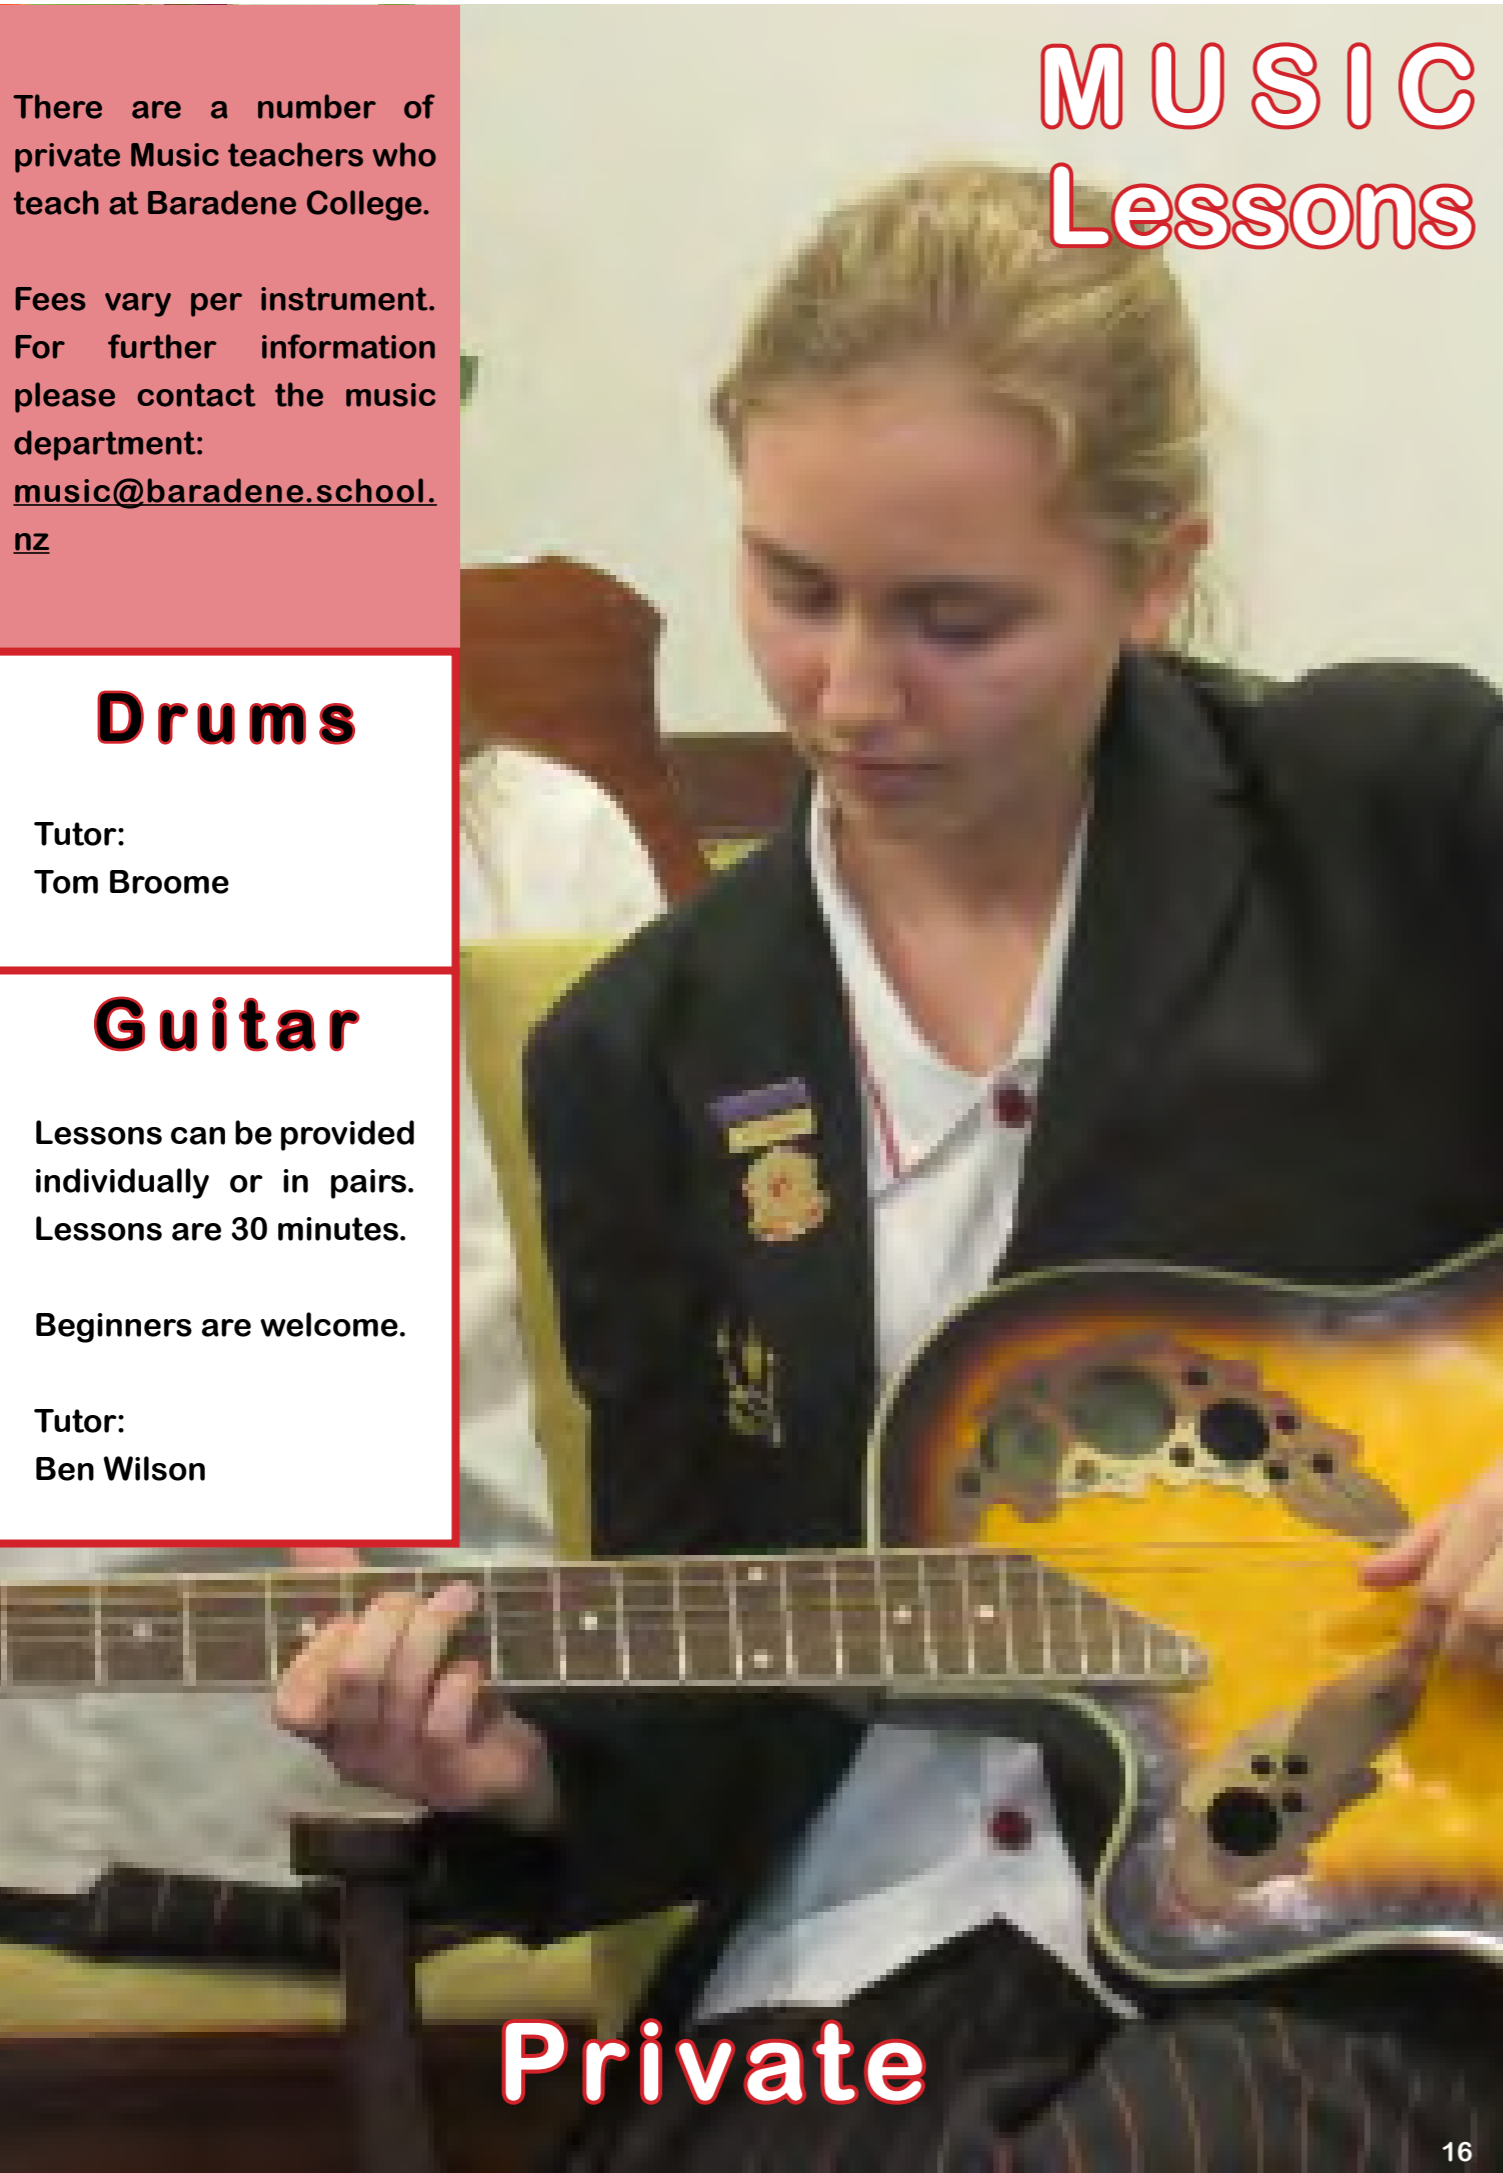 MUSIC
Lessons
There are a number of
private Music teachers who
teach at Baradene College.
Fees vary per instrument.
For further information
please contact the music
department:
music@baradene.school.
nz
Drums
Tutor:
Tom Broome
Guitar
Lessons can be provided
individually or in pairs.
Lessons are 30 minutes.
Beginners are welcome.
Tutor:
Ben Wilson
Private
16